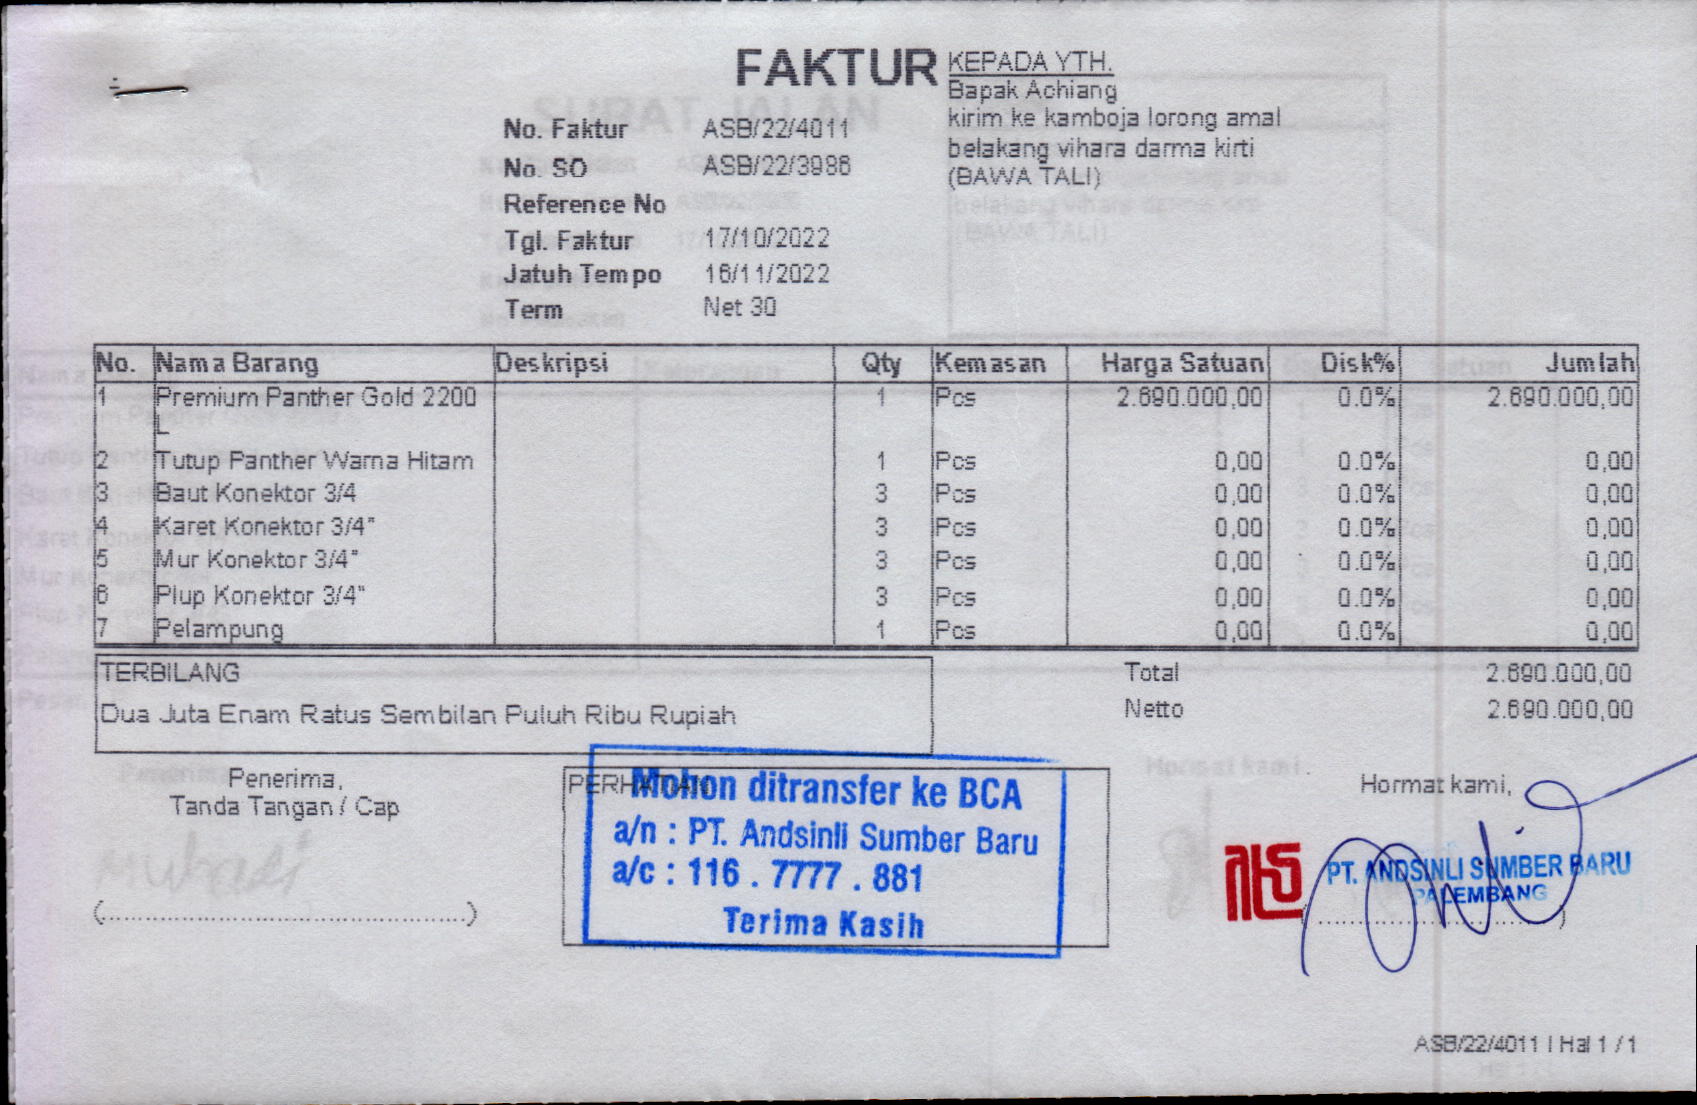 FAKTUR
No. Faktur ASB/22/4011
No. SO ASB/22/3986
Reference No
Tgl. Faktur 17/10/2022
Jatuh Tempo 16/11/2022
Term Net 30
KEPADA YTH.
Bapak Achiang
kirim ke kamboja lorong amal
belakang vihara darma kirti
(BAWA TALI)
No. Nama Barang Deskripsi Qty Kemasan Harga Satuan Disk% Jumlah
1 Premium Panther Gold 2200 1 Pcs 2.690.000,00 0.0% 2.690.000,00
L
2 Tutup Panther Warna Hitam 1 Pcs 0,00 0.0% 0,00
3 Baut Konektor 3/4 3 Pcs 0,00 0.0% 0,00
4 Karet Konektor 3/4" 3 Pcs 0,00 0.0% 0,00
5 Mur Konektor 3/4" 3 Pcs 0,00 0.0% 0,00
6 Plup Konektor 3/4" 3 Pcs 0,00 0.0% 0,00
7 Pelampung 1 Pcs 0,00 0.0% 0,00
TERBILANG
Dua Juta Enam Ratus Sembilan Puluh Ribu Rupiah
Total 2.690.000,00
Netto 2.690.000,00
Penerima,
Tanda Tangan / Cap
PERHATIAN
Mohon ditransfer ke BCA
a/n : PT. Andsinli Sumber Baru
a/c : 116 . 7777 . 881
Terima Kasih
Hormat kami,
PT. ANDSINLI SUMBER BARU
PALEMBANG
ASB/22/4011 | Hal 1 / 1